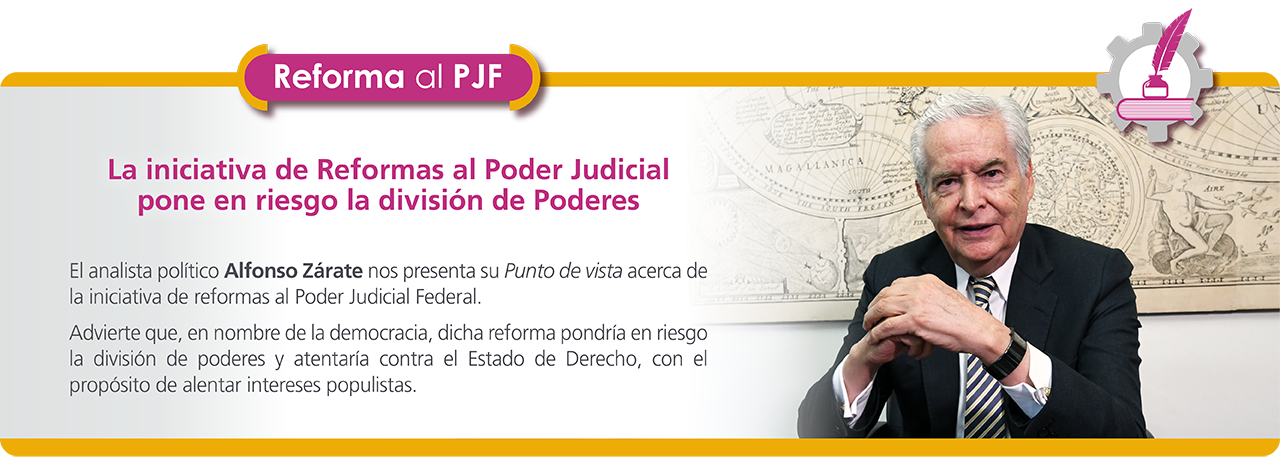 Reforma al PJF
La iniciativa de Reformas al Poder Judicial
pone en riesgo la división de Poderes
El analista político Alfonso Zárate nos presenta su Punto de vista acerca de
la iniciativa de reformas al Poder Judicial Federal.
Advierte que, en nombre de la democracia, dicha reforma pondría en riesgo
la división de poderes y atentaría contra el Estado de Derecho, con el
propósito de alentar intereses populistas.
MAGALLANICA
AIRE